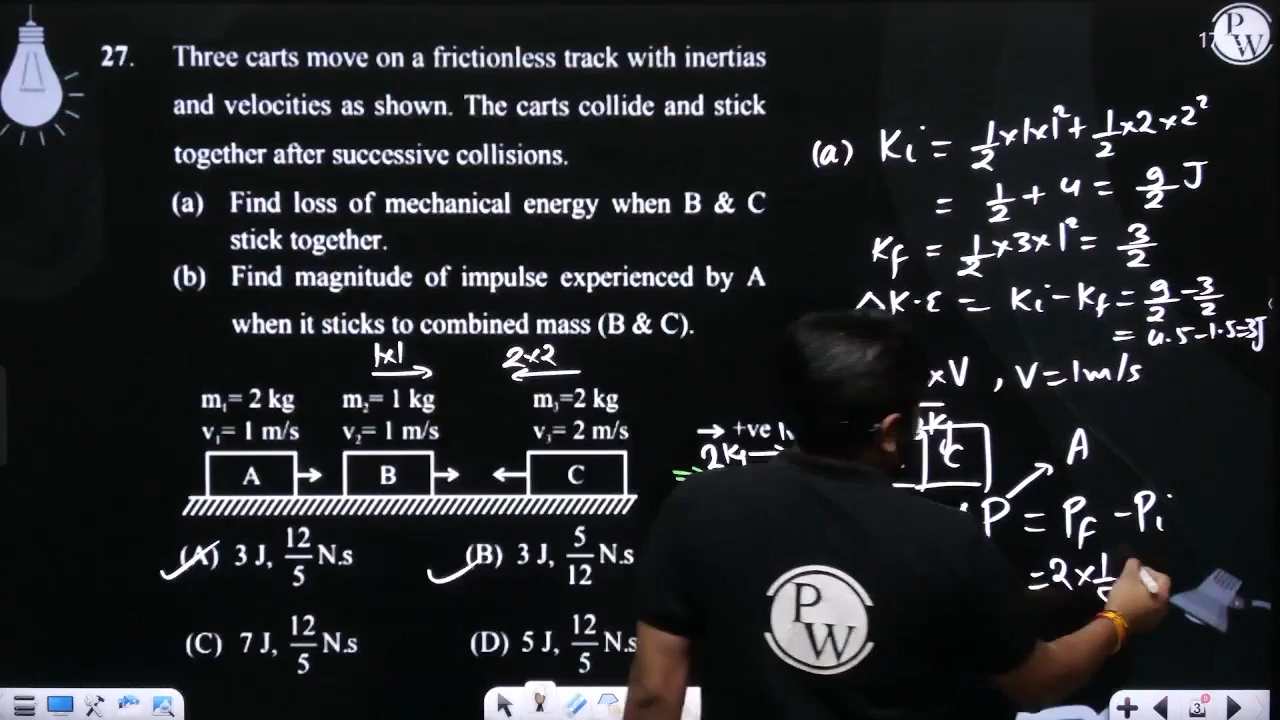 27. Three carts move on a frictionless track with inertias
and velocities as shown. The carts collide and stick
together after successive collisions.
(a) Find loss of mechanical energy when B & C
stick together.
(b) Find magnitude of impulse experienced by A
when it sticks to combined mass (B & C).
1×1 2×2
m₁= 2 kg m₂= 1 kg m₃=2 kg
v₁= 1 m/s v₂= 1 m/s v₃= 2 m/s
A B C
(A) 3 J, 12/5 N.s (B) 3 J, 5/12 N.s
(C) 7 J, 12/5 N.s (D) 5 J, 12/5 N.s
P W
(a) Ki = 1/2×1×1² + 1/2×2×2²
= 1/2 + 4 = 9/2 J
Kf = 1/2×3×1² = 3/2
K.E = Ki - Kf = 9/2 - 3/2
= 4.5-1.5=3J
×V , V=1m/s
→ +ve
C
A
P = Pf - Pi
=2×1/
P W
3